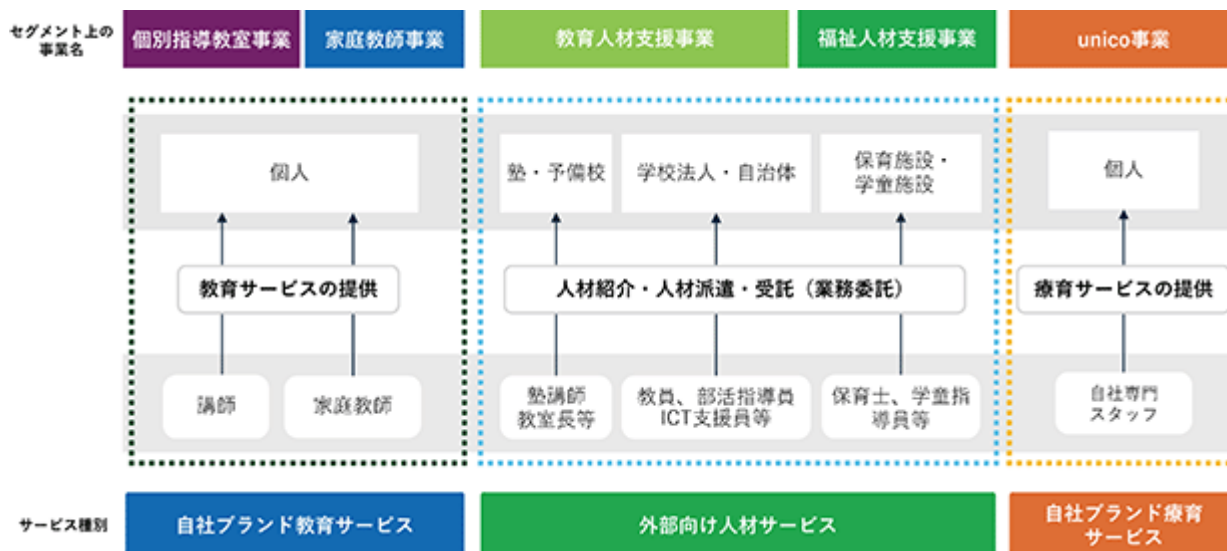 セグメント上の
事業名
個別指導教室事業
家庭教師事業
教育人材支援事業
福祉人材支援事業
unico事業
個人
塾・予備校
学校法人・自治体
保育施設・
学童施設
個人
教育サービスの提供
人材紹介・人材派遣・受託（業務委託）
療育サービスの提供
講師
家庭教師
塾講師
教室長等
教員、部活指導員
ICT支援員等
保育士、学童指
導員等
自社専門
スタッフ
サービス種別
自社ブランド教育サービス
外部向け人材サービス
自社ブランド療育
サービス